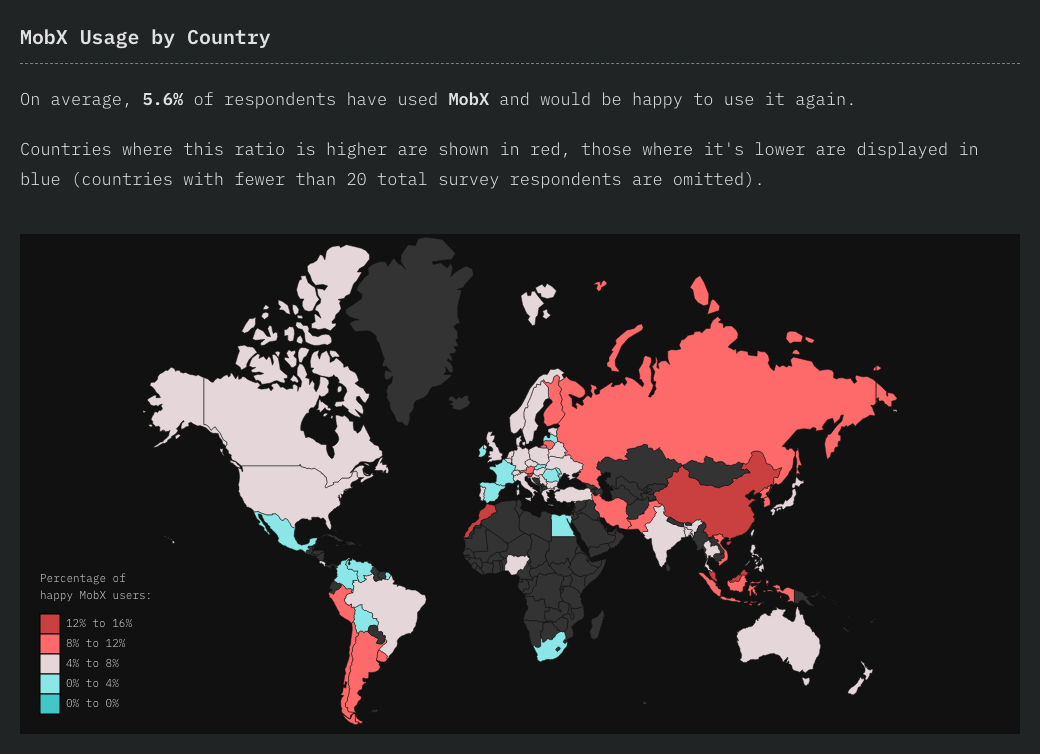 MobX Usage by Country
On average, 5.6% of respondents have used MobX and would be happy to use it again.
Countries where this ratio is higher are shown in red, those where it's lower are displayed in
blue (countries with fewer than 20 total survey respondents are omitted).
Percentage of
happy MobX users:
12% to 16%
8% to 12%
4% to 8%
0% to 4%
0% to 0%